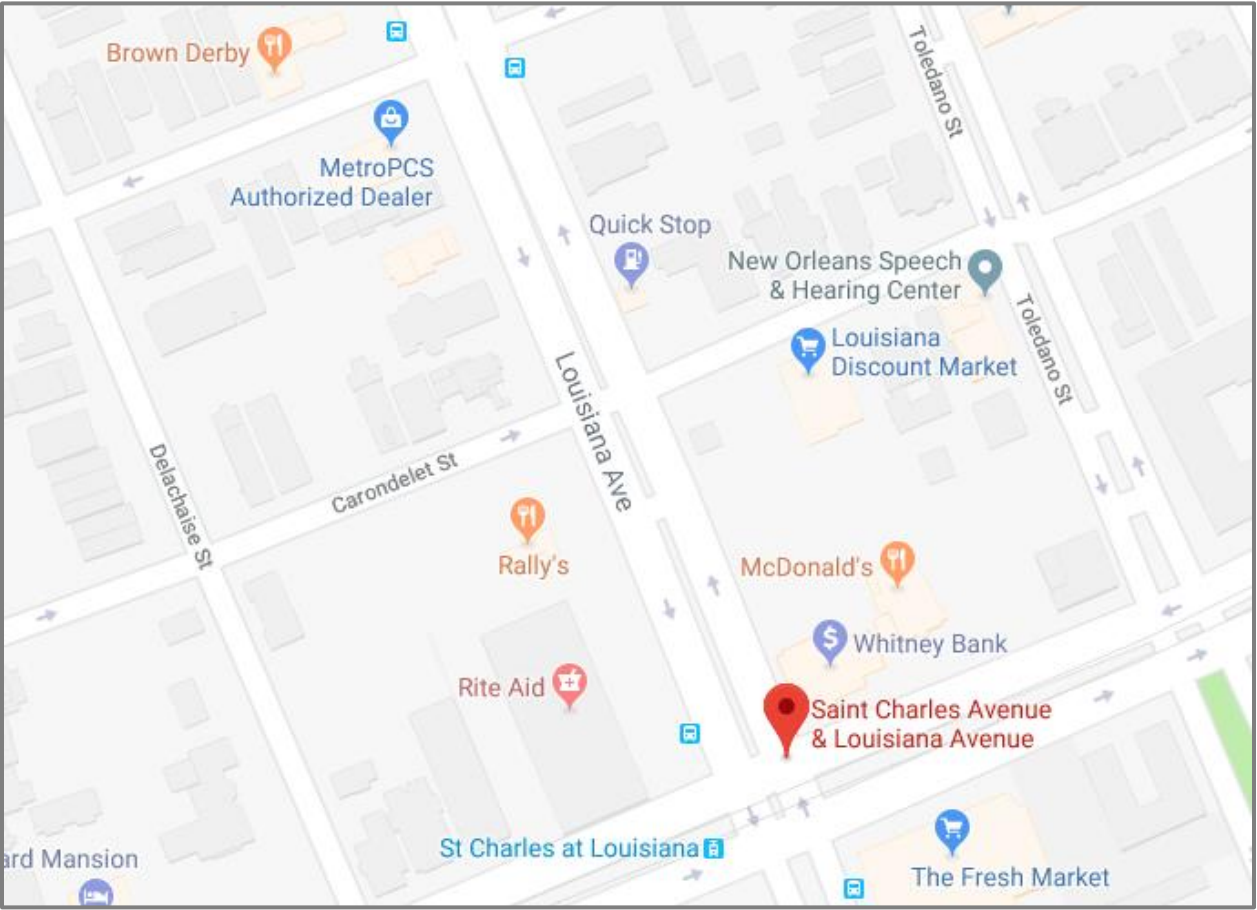 Brown Derby
Toledano St
MetroPCS
Authorized Dealer
Quick Stop
New Orleans Speech
& Hearing Center
Louisiana
Discount Market
Toledano St
Louisiana Ave
Carondelet St
Delachaise St
Rally's
McDonald's
$
Whitney Bank
Rite Aid
Saint Charles Avenue
& Louisiana Avenue
St Charles at Louisiana
ard Mansion
The Fresh Market